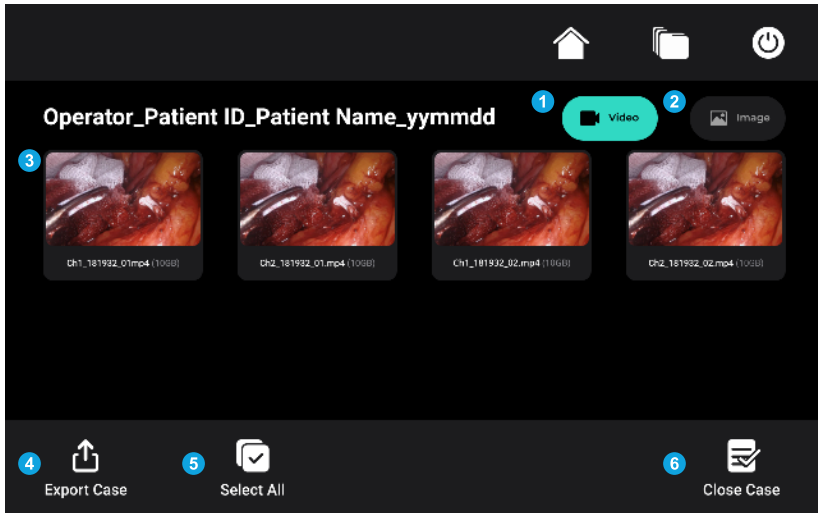 1
Video
2
Image
Operator_Patient ID_Patient Name_yymmdd
3
Ch1_181932_01mp4 (10GB)
Ch2_181932_01.mp4 (10GB)
Ch1_181932_02.mp4 (10GB)
Ch2_181932_02.mp4 (10GB)
4
Export Case
5
Select All
6
Close Case